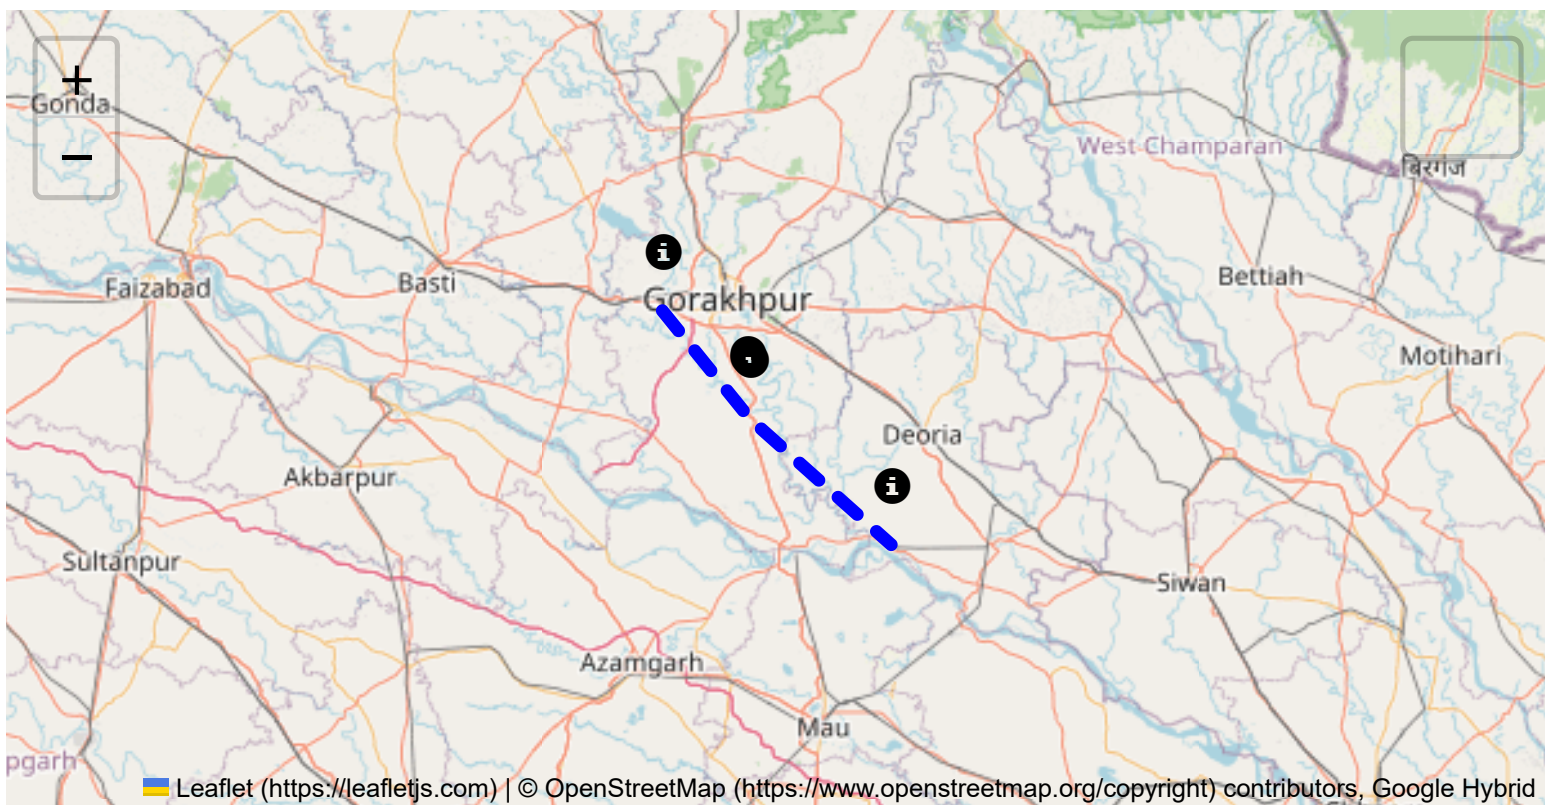 +
Gonda
−
West Champaran
बिरगंज
i
Basti
Faizabad
Gorakhpur
Bettiah
Motihari
Deoria
Akbarpur
i
Sultanpur
Siwan
Azamgarh
Mau
pgarh
Leaflet (https://leafletjs.com) | © OpenStreetMap (https://www.openstreetmap.org/copyright) contributors, Google Hybrid